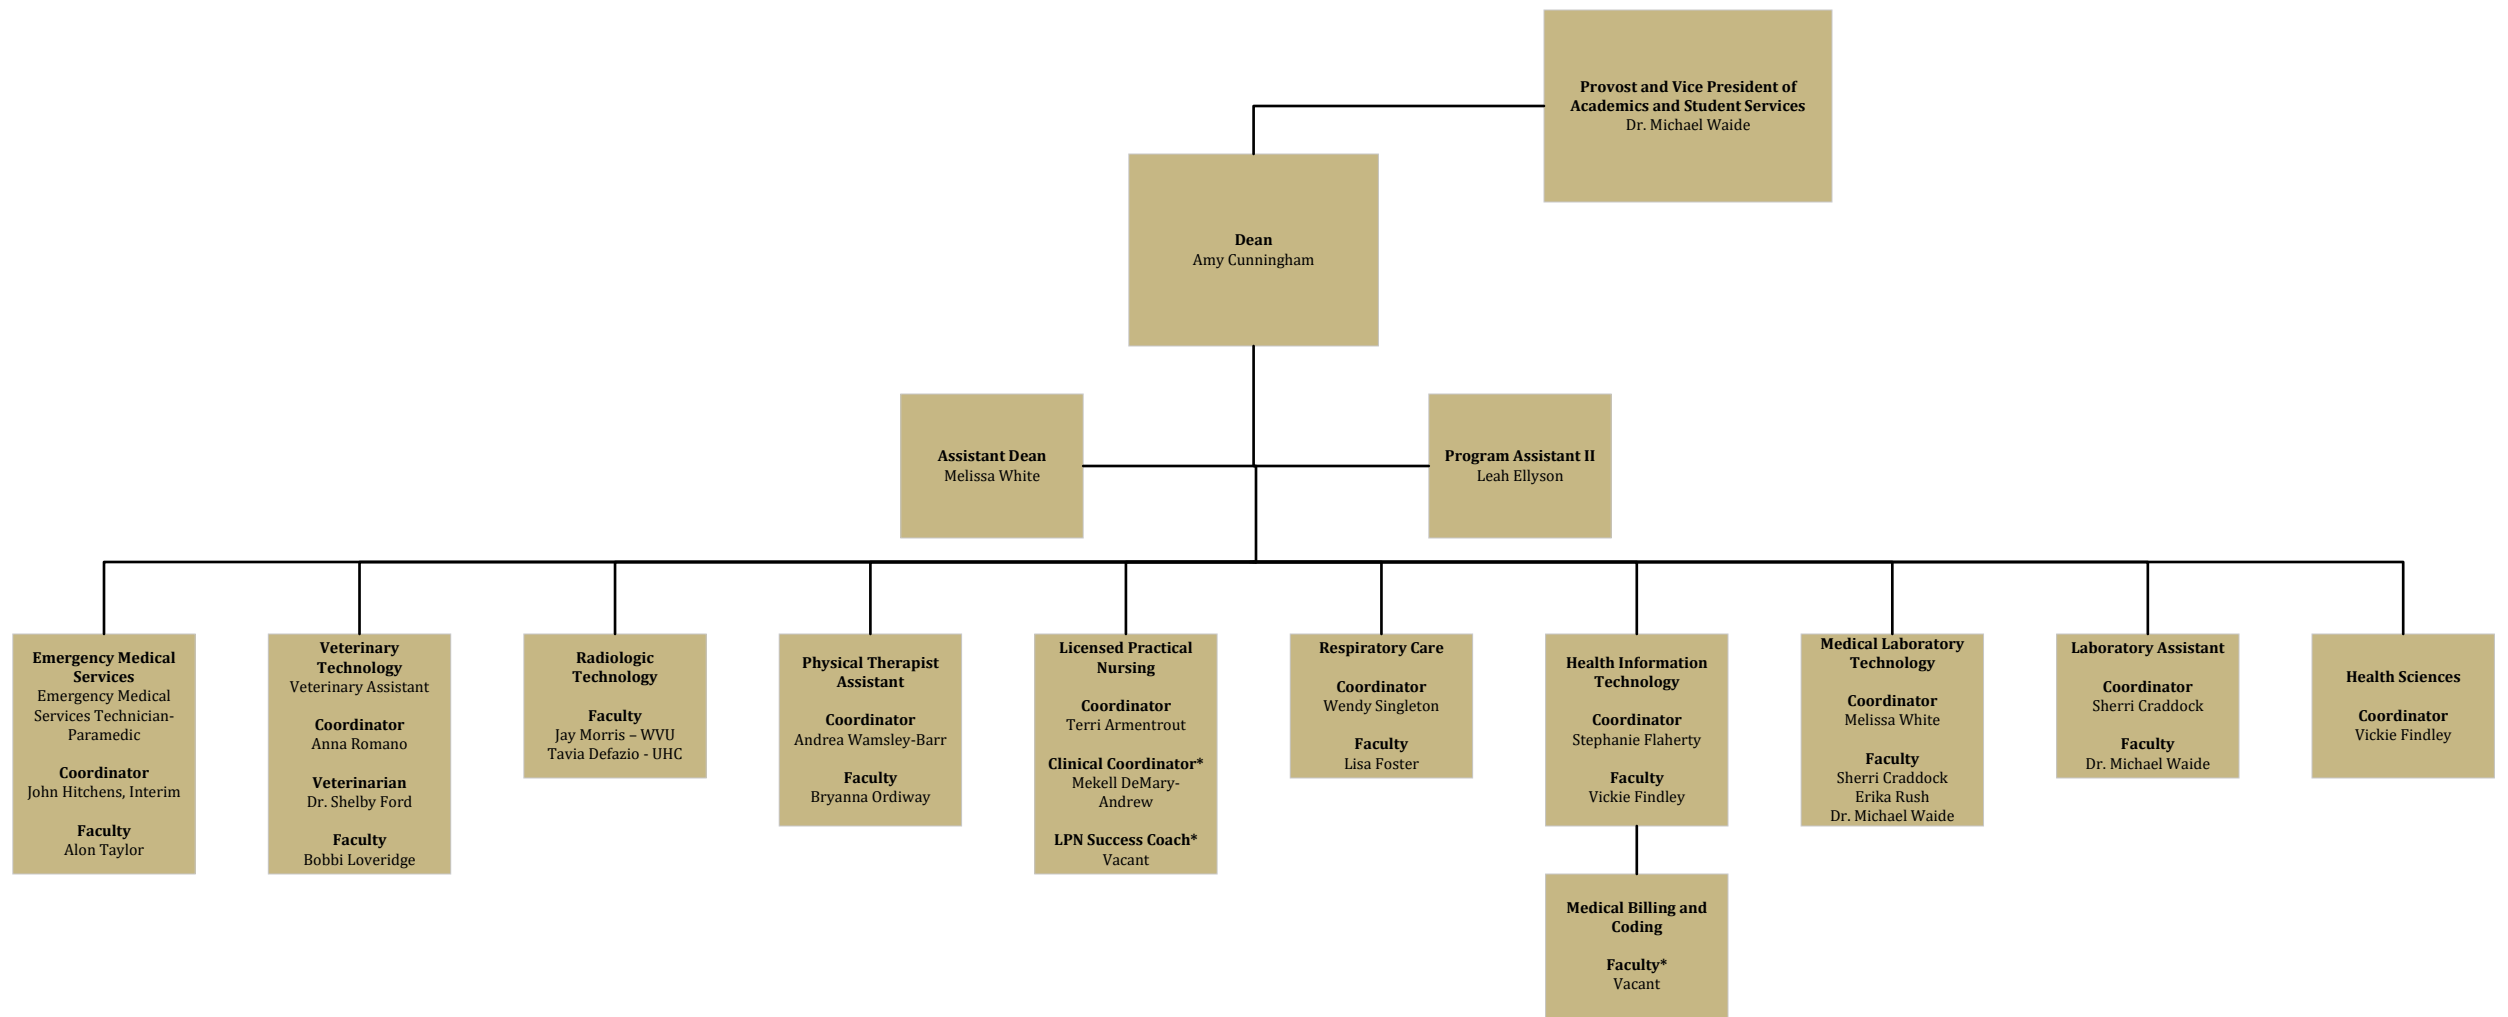 Provost and Vice President of
Academics and Student Services
Dr. Michael Waide
Dean
Amy Cunningham
Assistant Dean
Melissa White
Program Assistant II
Leah Ellyson
Emergency Medical
Services
Emergency Medical
Services Technician-
Paramedic
Coordinator
John Hitchens, Interim
Faculty
Alon Taylor
Veterinary
Technology
Veterinary Assistant
Coordinator
Anna Romano
Veterinarian
Dr. Shelby Ford
Faculty
Bobbi Loveridge
Radiologic
Technology
Faculty
Jay Morris – WVU
Tavia Defazio - UHC
Physical Therapist
Assistant
Coordinator
Andrea Wamsley-Barr
Faculty
Bryanna Ordiway
Licensed Practical
Nursing
Coordinator
Terri Armentrout
Clinical Coordinator*
Mekell DeMary-
Andrew
LPN Success Coach*
Vacant
Respiratory Care
Coordinator
Wendy Singleton
Faculty
Lisa Foster
Health Information
Technology
Coordinator
Stephanie Flaherty
Faculty
Vickie Findley
Medical Billing and
Coding
Faculty*
Vacant
Medical Laboratory
Technology
Coordinator
Melissa White
Faculty
Sherri Craddock
Erika Rush
Dr. Michael Waide
Laboratory Assistant
Coordinator
Sherri Craddock
Faculty
Dr. Michael Waide
Health Sciences
Coordinator
Vickie Findley